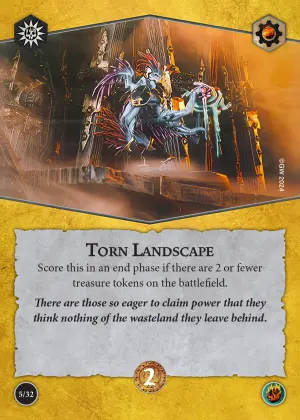 ©GW 2024
TORN LANDSCAPE
Score this in an end phase if there are 2 or fewer
treasure tokens on the battlefield.
There are those so eager to claim power that they
think nothing of the wasteland they leave behind.
2
5/32